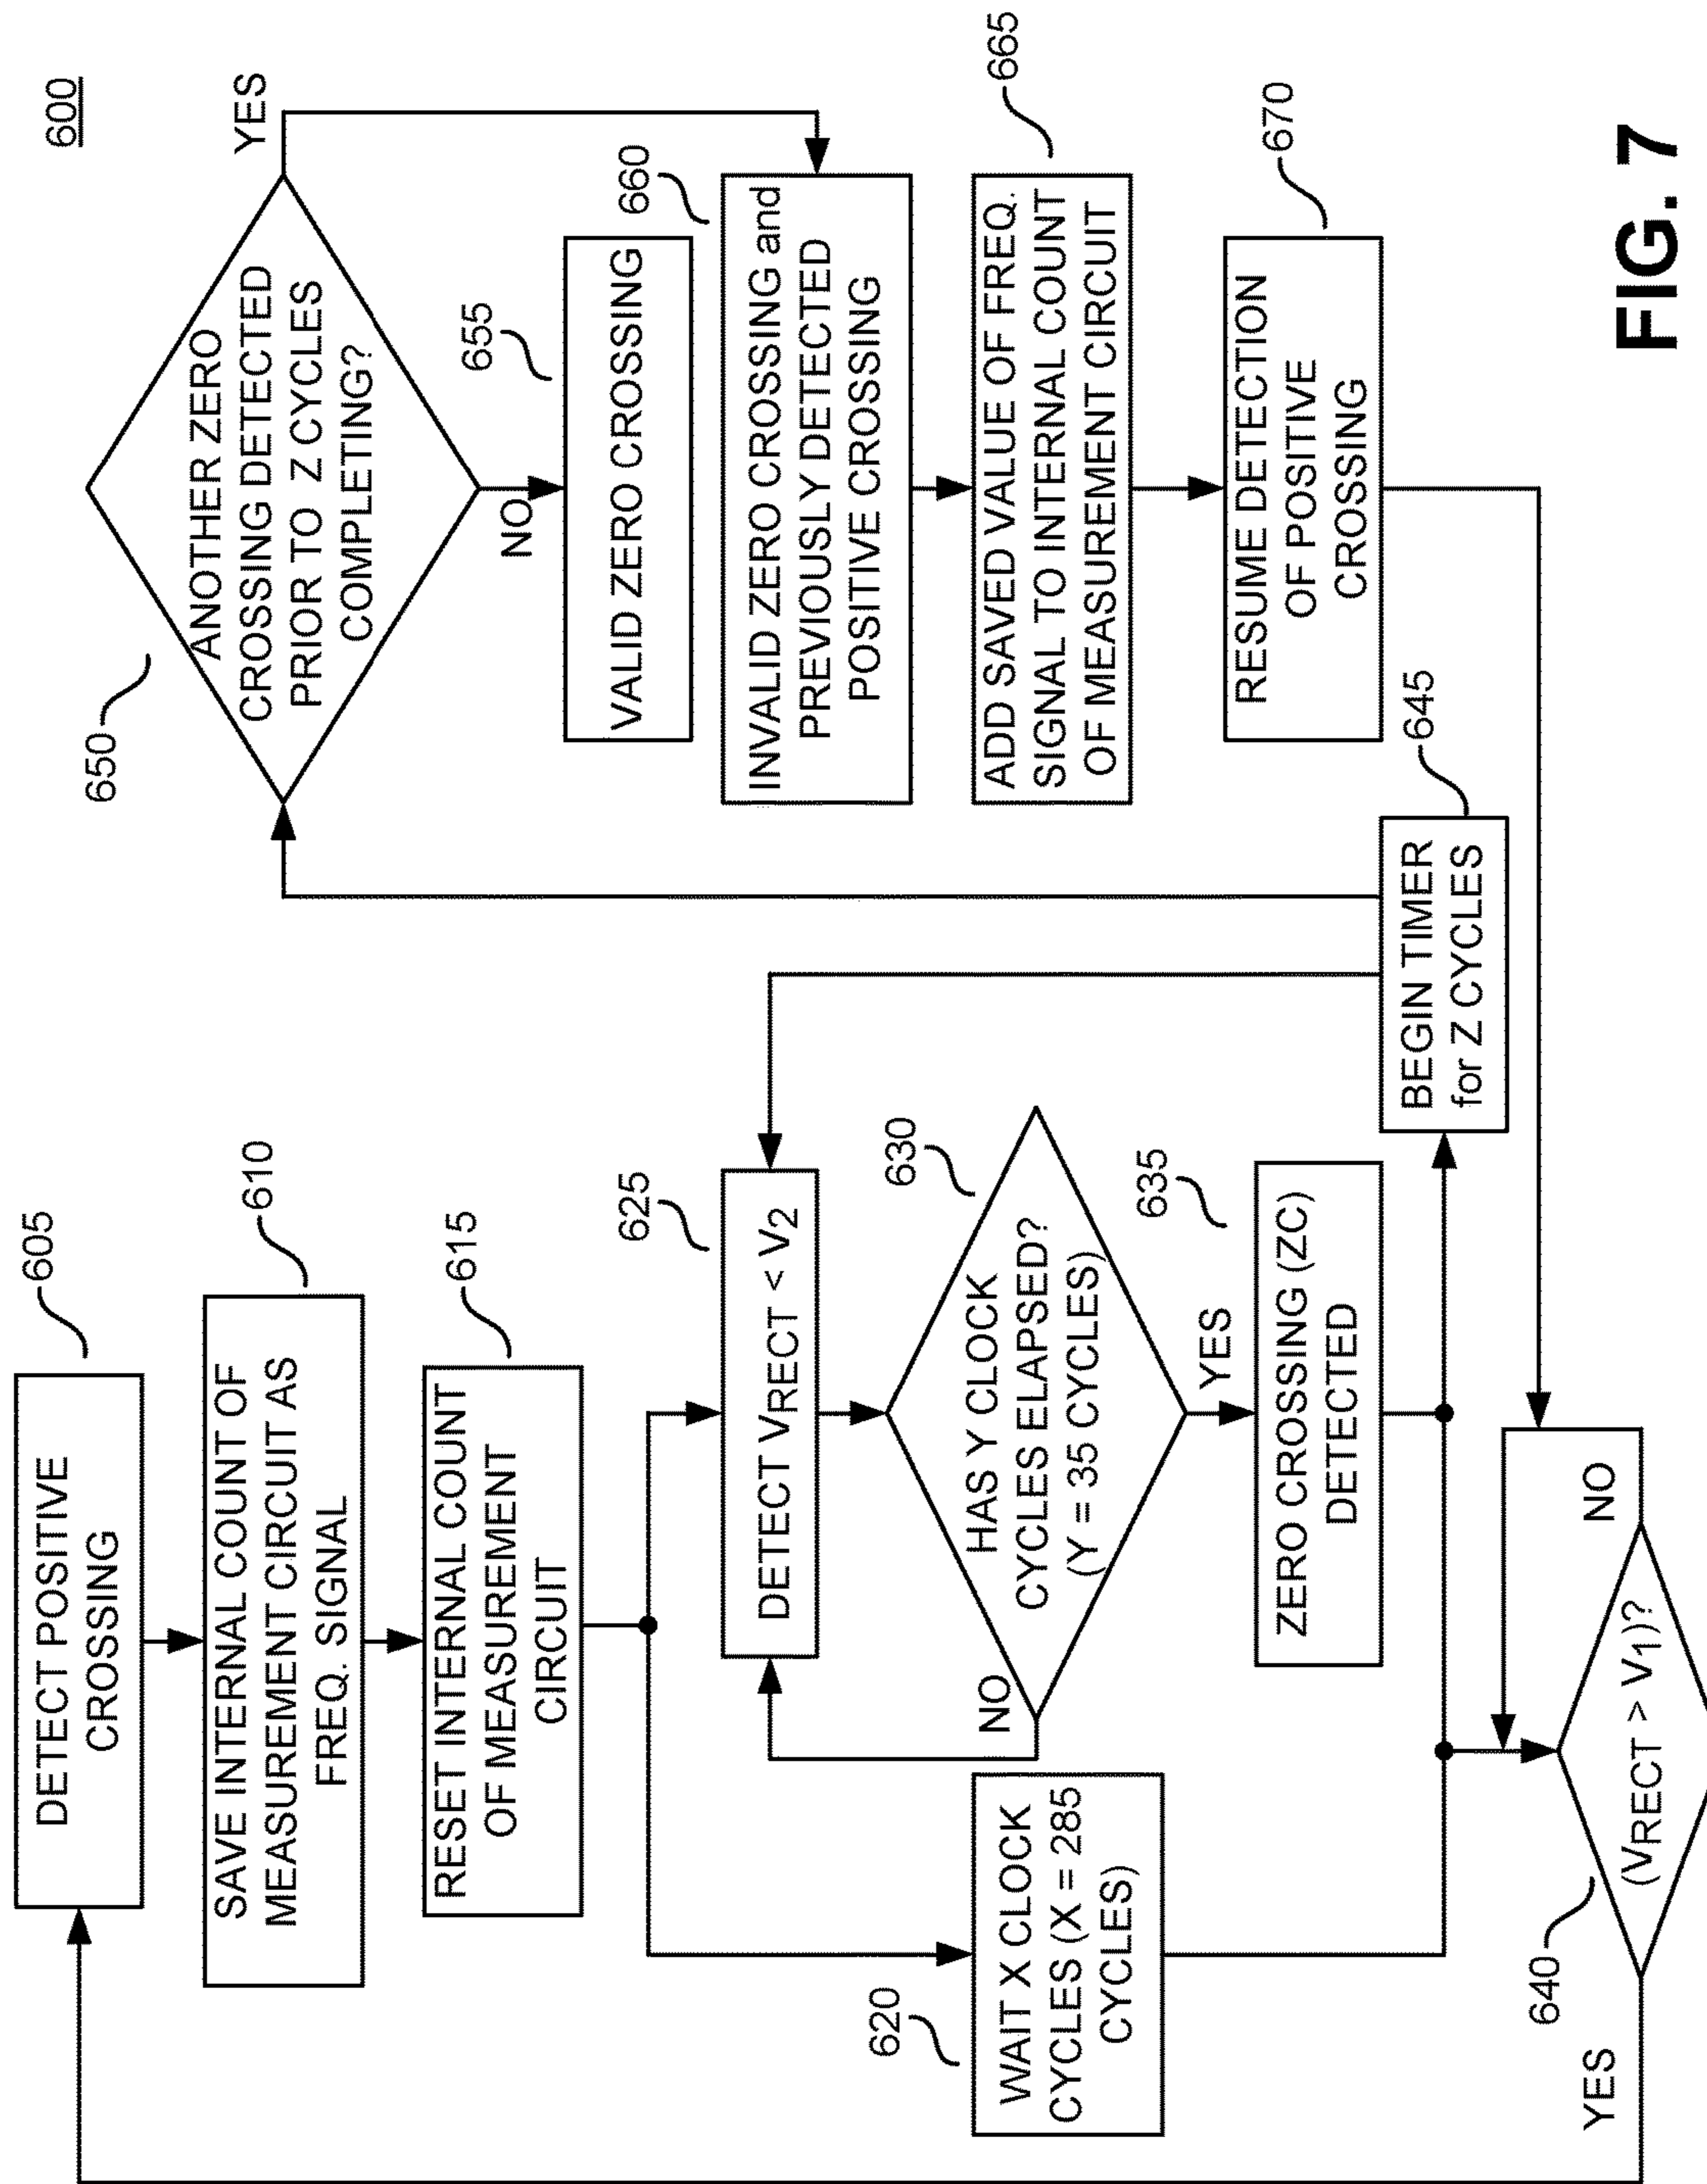 600
605
DETECT POSITIVE
CROSSING
610
SAVE INTERNAL COUNT OF
MEASUREMENT CIRCUIT AS
FREQ. SIGNAL
615
RESET INTERNAL COUNT
OF MEASUREMENT
CIRCUIT
620
WAIT X CLOCK
CYCLES (X = 285
CYCLES)
625
DETECT VRECT < V2
630
HAS Y CLOCK
CYCLES ELAPSED?
(Y = 35 CYCLES)
NO
YES
635
ZERO CROSSING (ZC)
DETECTED
640
(VRECT > V1)?
YES
NO
645
BEGIN TIMER
for Z CYCLES
650
ANOTHER ZERO
CROSSING DETECTED
PRIOR TO Z CYCLES
COMPLETING?
YES
NO
655
VALID ZERO CROSSING
660
INVALID ZERO CROSSING and
PREVIOUSLY DETECTED
POSITIVE CROSSING
665
ADD SAVED VALUE OF FREQ.
SIGNAL TO INTERNAL COUNT
OF MEASUREMENT CIRCUIT
670
RESUME DETECTION
OF POSITIVE
CROSSING
FIG. 7